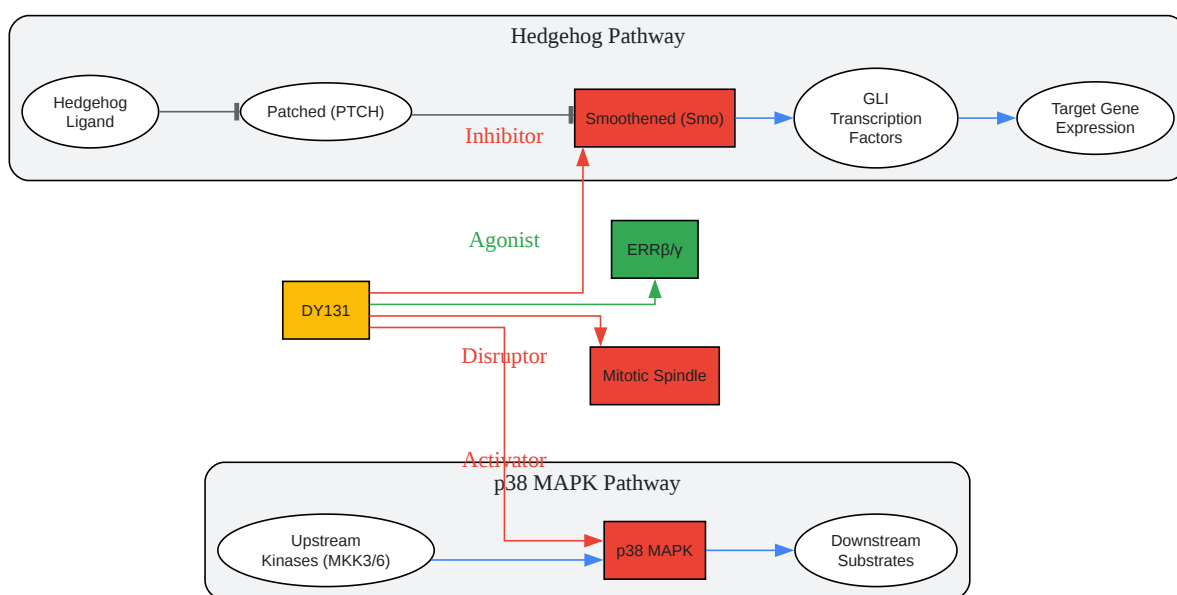 Hedgehog Pathway
Hedgehog
Ligand
Patched (PTCH)
Smoothened (Smo)
GLI
Transcription
Factors
Target Gene
Expression
Inhibitor
Agonist
ERRβ/γ
DY131
Disruptor
Mitotic Spindle
Activator
p38 MAPK Pathway
Upstream
Kinases (MKK3/6)
p38 MAPK
Downstream
Substrates